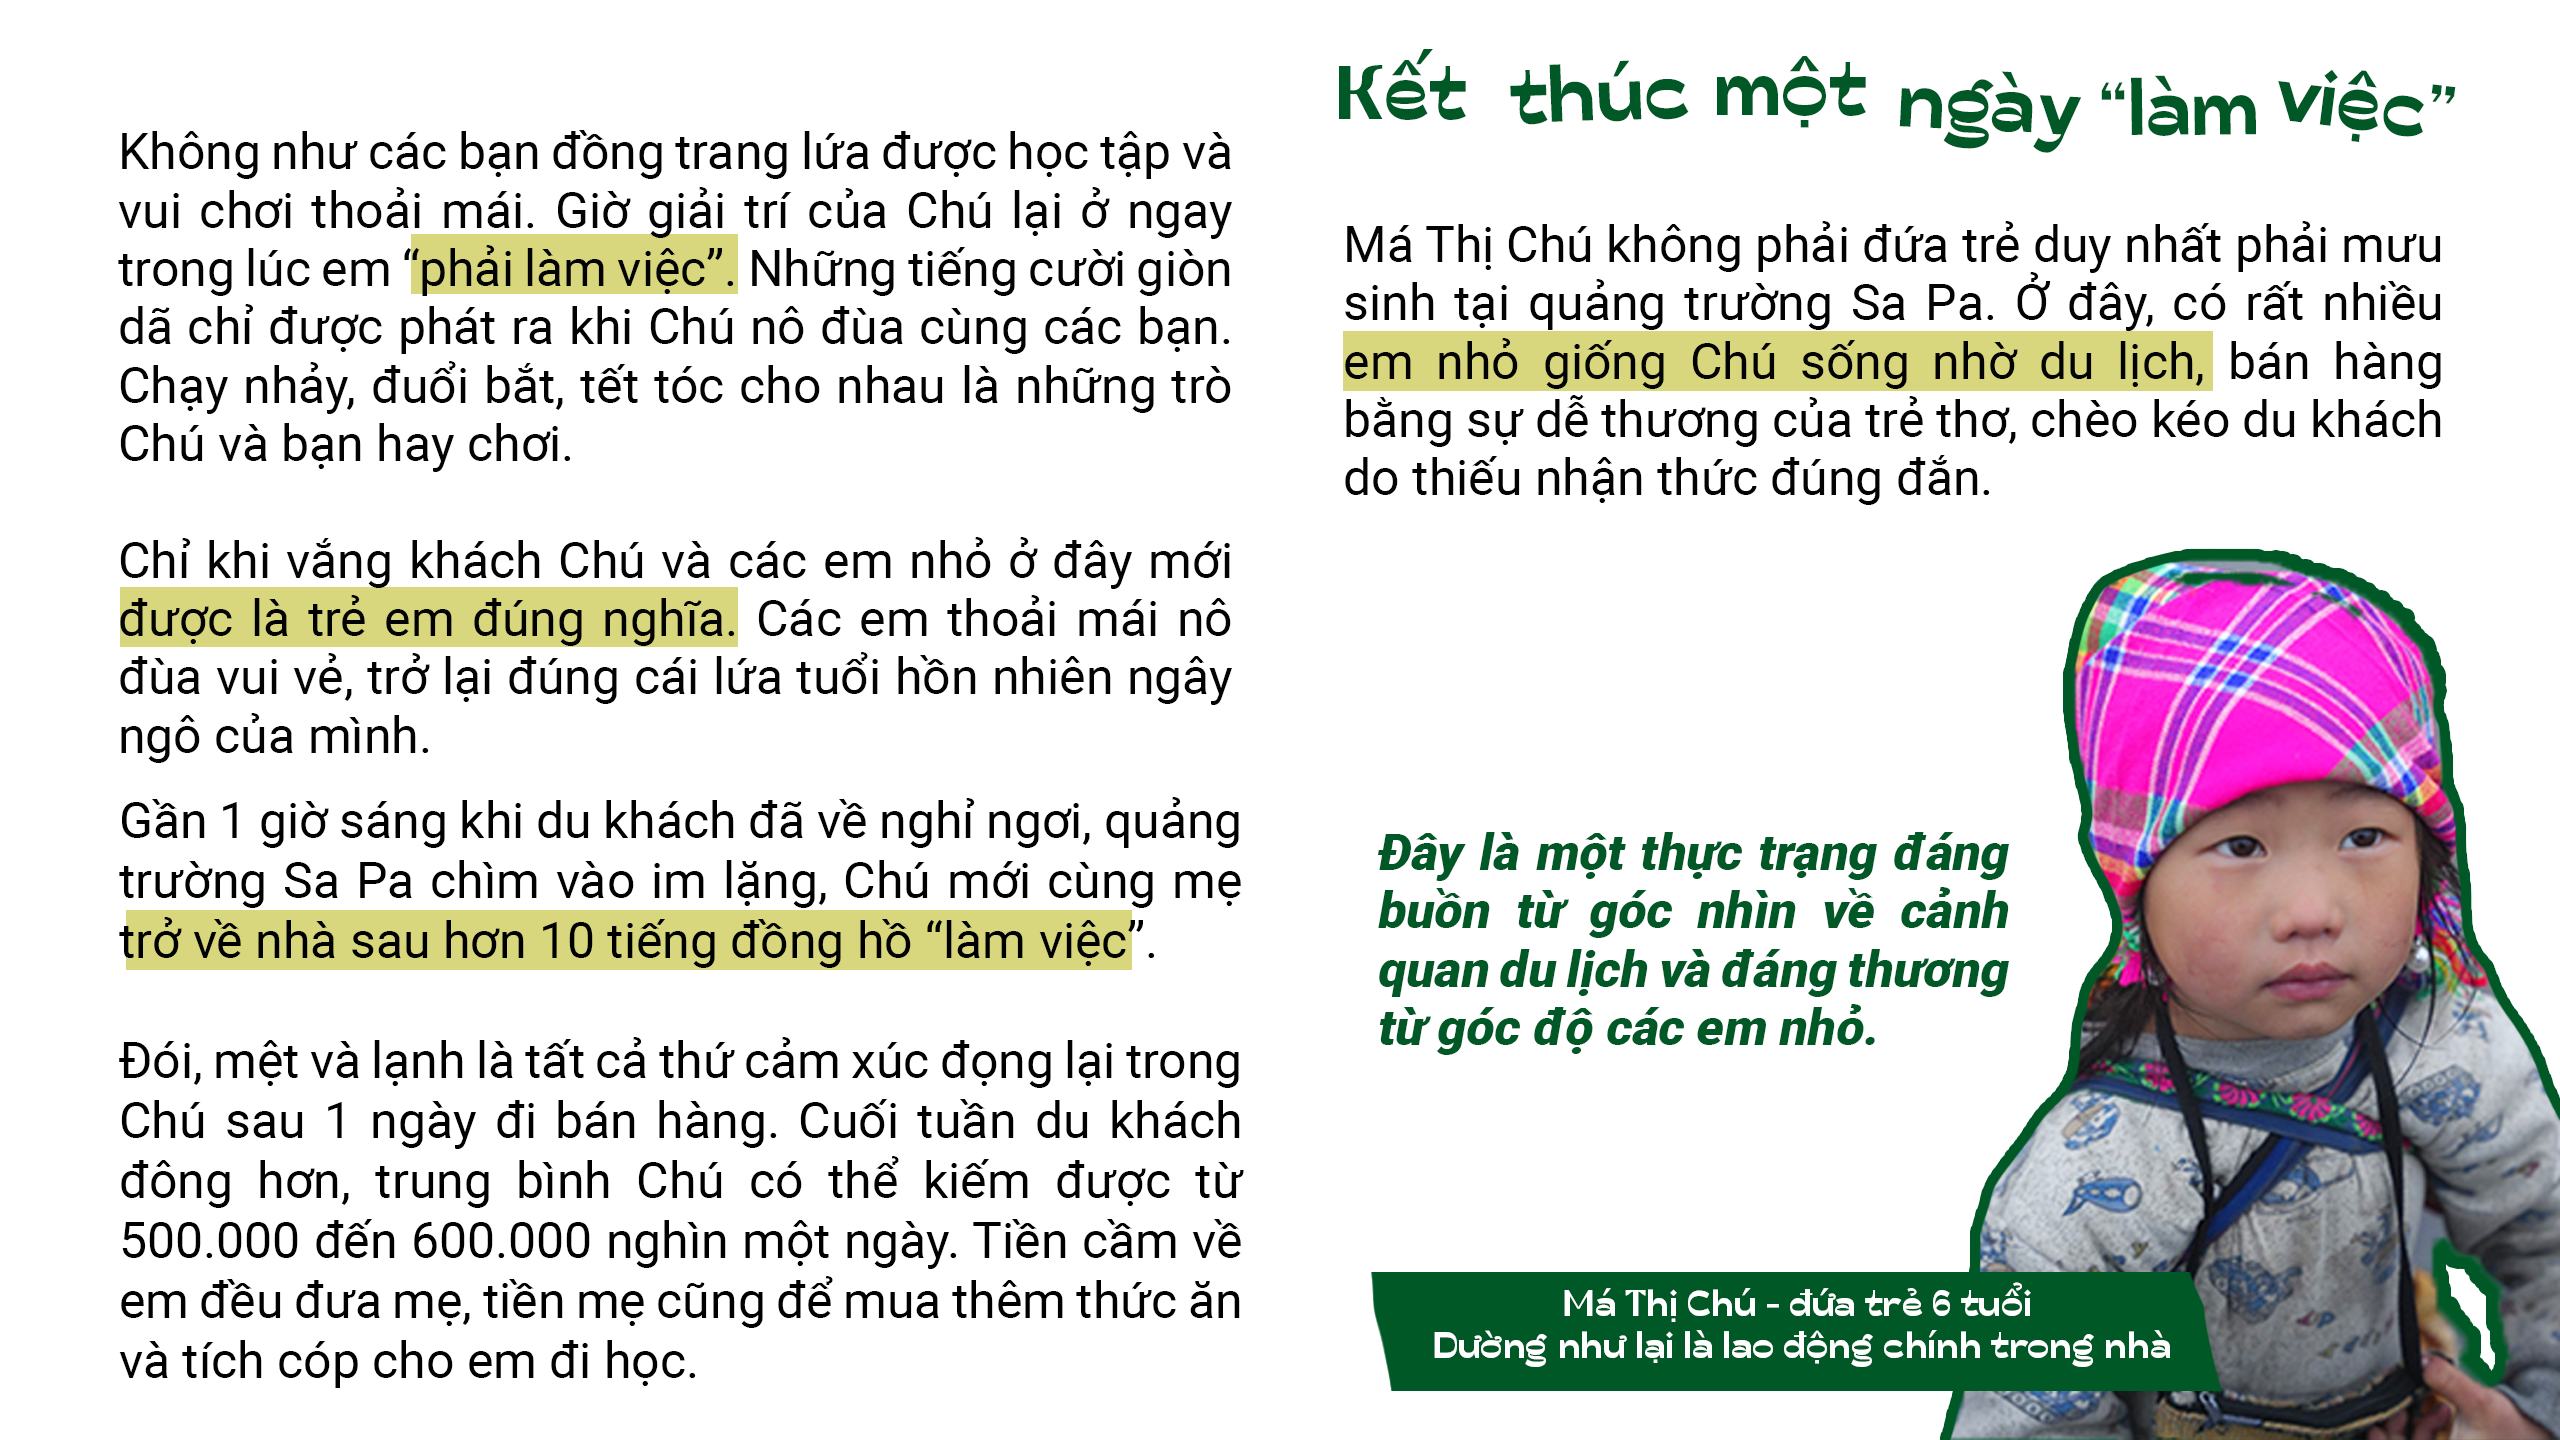 Không như các bạn đồng trang lứa được học tập và
vui chơi thoải mái. Giờ giải trí của Chú lại ở ngay
trong lúc em “phải làm việc”. Những tiếng cười giòn
dã chỉ được phát ra khi Chú nô đùa cùng các bạn.
Chạy nhảy, đuổi bắt, tết tóc cho nhau là những trò
Chú và bạn hay chơi.
Chỉ khi vắng khách Chú và các em nhỏ ở đây mới
được là trẻ em đúng nghĩa. Các em thoải mái nô
đùa vui vẻ, trở lại đúng cái lứa tuổi hồn nhiên ngây
ngô của mình.
Gần 1 giờ sáng khi du khách đã về nghỉ ngơi, quảng
trường Sa Pa chìm vào im lặng, Chú mới cùng mẹ
trở về nhà sau hơn 10 tiếng đồng hồ “làm việc”.
Đói, mệt và lạnh là tất cả thứ cảm xúc đọng lại trong
Chú sau 1 ngày đi bán hàng. Cuối tuần du khách
đông hơn, trung bình Chú có thể kiếm được từ
500.000 đến 600.000 nghìn một ngày. Tiền cầm về
em đều đưa mẹ, tiền mẹ cũng để mua thêm thức ăn
và tích cóp cho em đi học.
Kết thúc một ngày “làm việc”
Má Thị Chú không phải đứa trẻ duy nhất phải mưu
sinh tại quảng trường Sa Pa. Ở đây, có rất nhiều
em nhỏ giống Chú sống nhờ du lịch, bán hàng
bằng sự dễ thương của trẻ thơ, chèo kéo du khách
do thiếu nhận thức đúng đắn.
Đây là một thực trạng đáng
buồn từ góc nhìn về cảnh
quan du lịch và đáng thương
từ góc độ các em nhỏ.
Má Thị Chú - đứa trẻ 6 tuổi
Dường như lại là lao động chính trong nhà